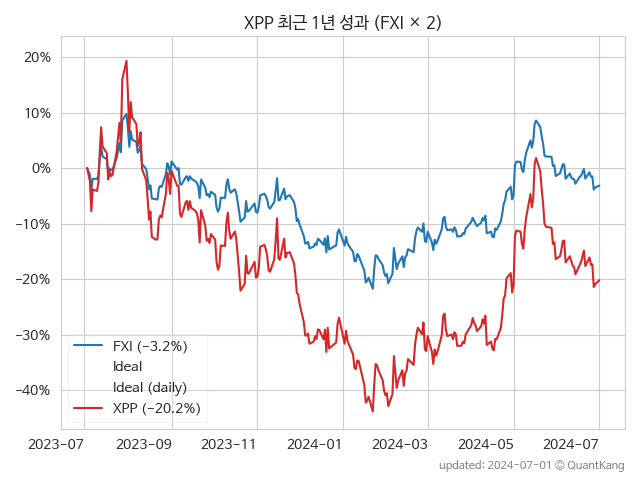 XPP 최근 1년 성과 (FXI × 2)
20%
10%
0%
−10%
−20%
−30%
−40%
FXI (−3.2%)
Ideal
Ideal (daily)
XPP (−20.2%)
2023-07
2023-09
2023-11
2024-01
2024-03
2024-05
2024-07
updated: 2024-07-01 © QuantKang